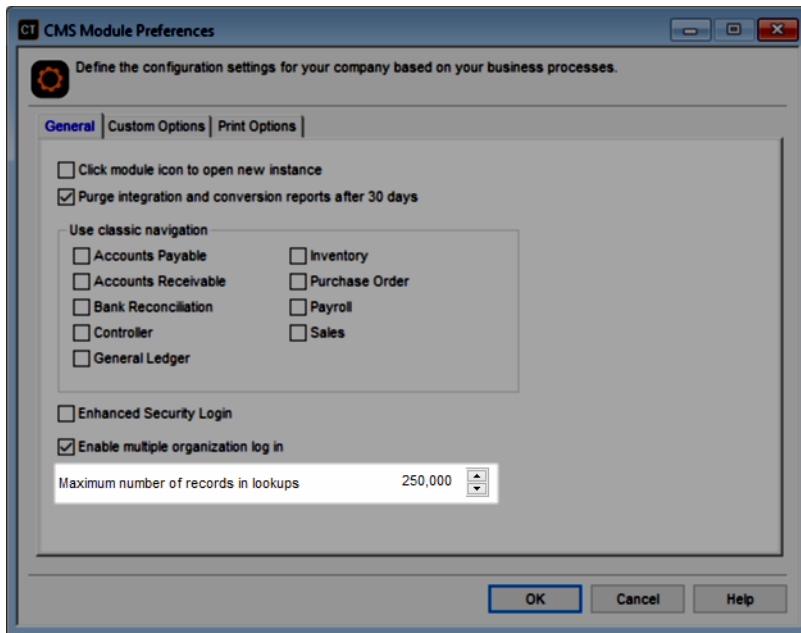 CT CMS Module Preferences
Define the configuration settings for your company based on your business processes.
General Custom Options Print Options
Click module icon to open new instance
Purge integration and conversion reports after 30 days
Use classic navigation
Accounts Payable Inventory
Accounts Receivable Purchase Order
Bank Reconciliation Payroll
Controller Sales
General Ledger
Enhanced Security Login
Enable multiple organization log in
Maximum number of records in lookups 250,000
OK Cancel Help